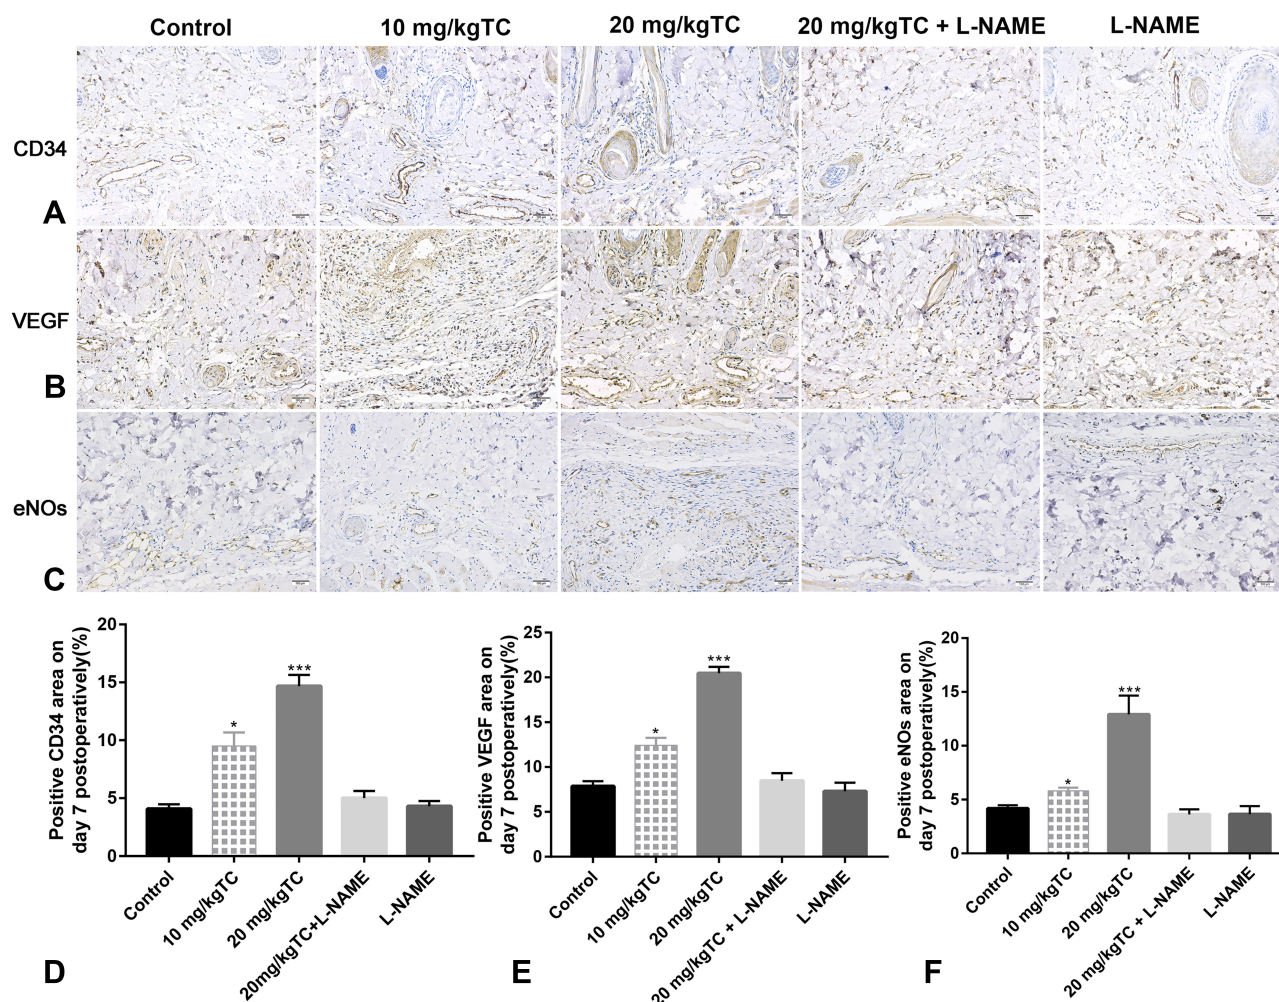 Control
10 mg/kgTC
20 mg/kgTC
20 mg/kgTC + L-NAME
L-NAME
CD34
A
VEGF
B
eNOs
C
Positive CD34 area on
day 7 postoperatively(%)
20
15
10
5
0
*
***
Control
10 mg/kgTC
20 mg/kgTC
20mg/kgTC+L-NAME
L-NAME
D
Positive VEGF area on
day 7 postoperatively(%)
25
20
15
10
5
0
*
***
Control
10 mg/kgTC
20 mg/kgTC
20 mg/kgTC + L-NAME
L-NAME
E
Positive eNOs area on
day 7 postoperatively(%)
20
15
10
5
0
*
***
Control
10 mg/kgTC
20 mg/kgTC
20 mg/kgTC + L-NAME
L-NAME
F